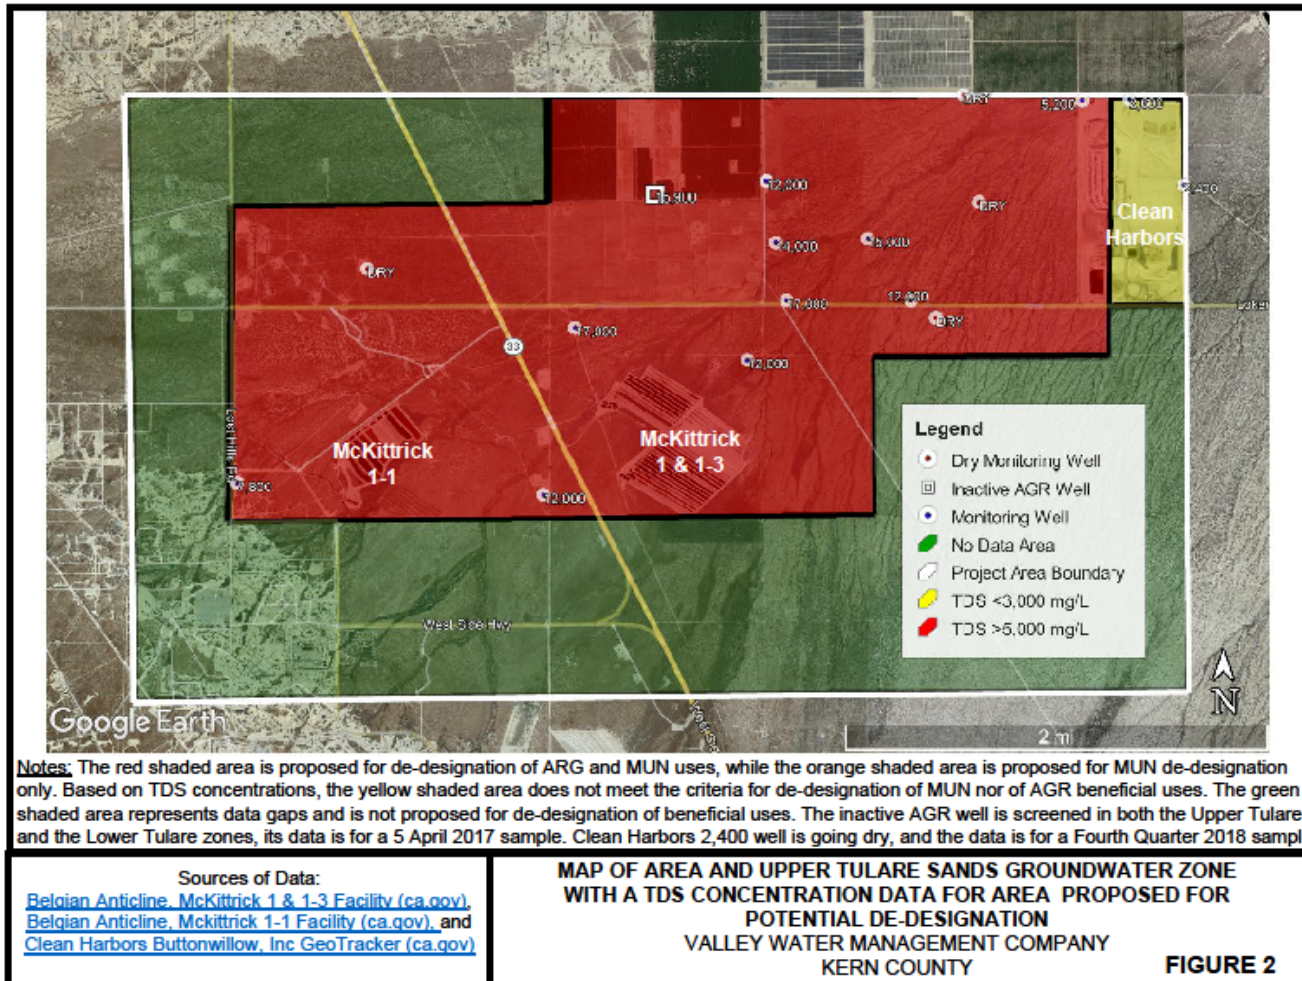 DRY
5,200
2,400
12,000
15,900
Clean
Harbors
DRY
14,000
15,000
DRY
17,000
12,000
DRY
17,000
33
12,000
McKittrick
1-1
McKittrick
1 & 1-3
7,800
12,000
West Side Hwy
Legend
Dry Monitoring Well
Inactive AGR Well
Monitoring Well
No Data Area
Project Area Boundary
TDS <3,000 mg/L
TDS >5,000 mg/L
N
Google Earth
2 mi
Notes: The red shaded area is proposed for de-designation of ARG and MUN uses, while the orange shaded area is proposed for MUN de-designation
only. Based on TDS concentrations, the yellow shaded area does not meet the criteria for de-designation of MUN nor of AGR beneficial uses. The green
shaded area represents data gaps and is not proposed for de-designation of beneficial uses. The inactive AGR well is screened in both the Upper Tulare
and the Lower Tulare zones, its data is for a 5 April 2017 sample. Clean Harbors 2,400 well is going dry, and the data is for a Fourth Quarter 2018 sampl
Sources of Data:
Belgian Anticline, McKittrick 1 & 1-3 Facility (ca.gov),
Belgian Anticline, Mckittrick 1-1 Facility (ca.gov), and
Clean Harbors Buttonwillow, Inc GeoTracker (ca.gov)
MAP OF AREA AND UPPER TULARE SANDS GROUNDWATER ZONE
WITH A TDS CONCENTRATION DATA FOR AREA PROPOSED FOR
POTENTIAL DE-DESIGNATION
VALLEY WATER MANAGEMENT COMPANY
KERN COUNTY
FIGURE 2